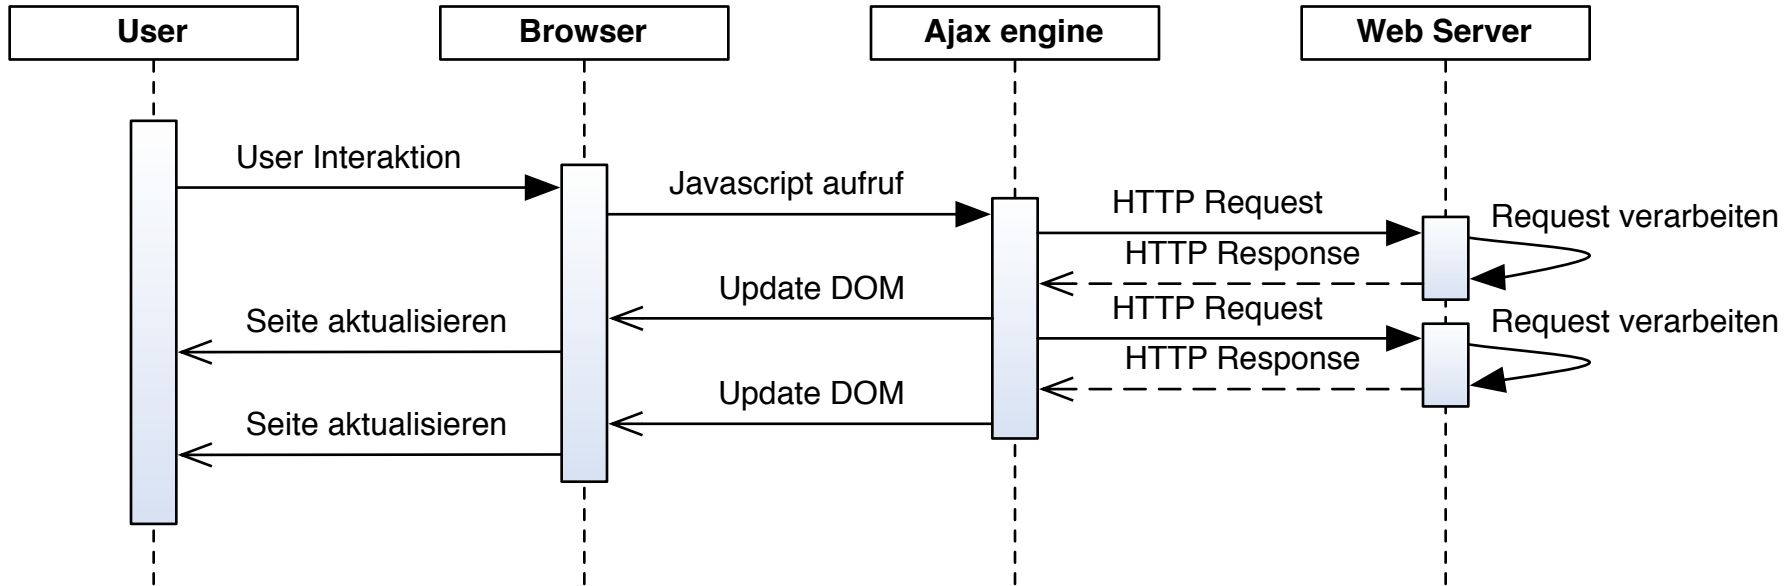 User
Browser
Ajax engine
Web Server
User Interaktion
Javascript aufruf
HTTP Request
Request verarbeiten
HTTP Response
Update DOM
HTTP Request
Seite aktualisieren
Request verarbeiten
HTTP Response
Update DOM
Seite aktualisieren